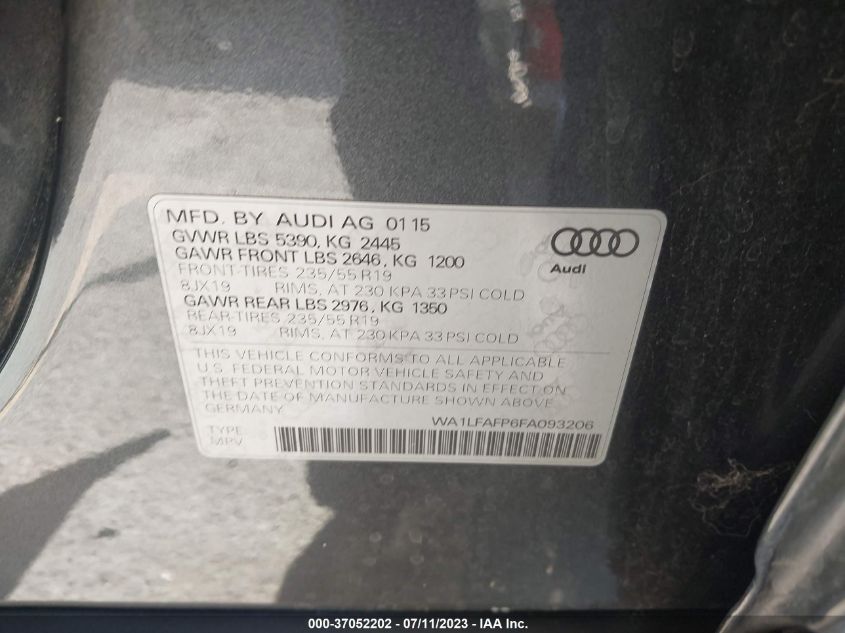 MFD. BY AUDI AG 01 15
GVWR LBS 5390, KG 2445
GAWR FRONT LBS 2646, KG 1200
FRONT-TIRES 235/55 R19
8JX19 RIMS, AT 230 KPA 33 PSI COLD
GAWR REAR LBS 2976, KG 1350
REAR-TIRES 235/55 R19
8JX19 RIMS, AT 230 KPA 33 PSI COLD
Audi
THIS VEHICLE CONFORMS TO ALL APPLICABLE
U.S. FEDERAL MOTOR VEHICLE SAFETY AND
THEFT PREVENTION STANDARDS IN EFFECT ON
THE DATE OF MANUFACTURE SHOWN ABOVE
GERMANY
WA1LFAFP6FA093206
TYPE
MPV
000-37052202 - 07/11/2023 - IAA, Inc.